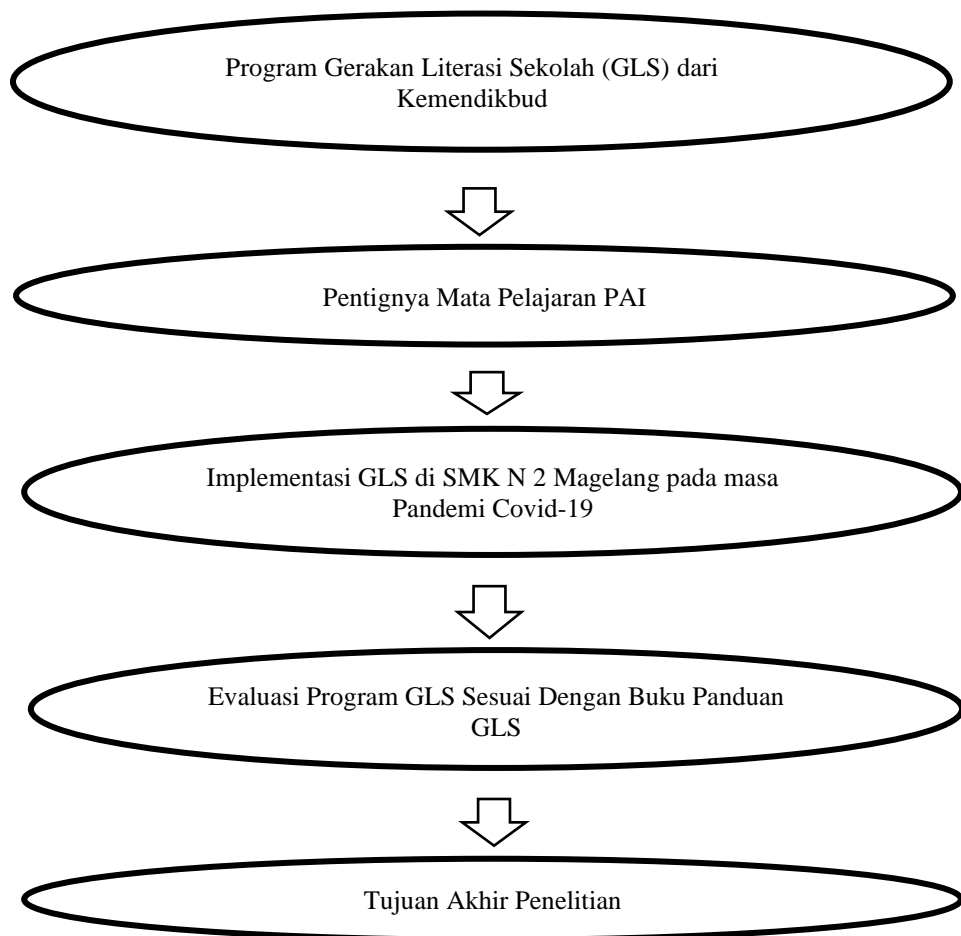 Program Gerakan Literasi Sekolah (GLS) dari
Kemendikbud
Pentignya Mata Pelajaran PAI
Implementasi GLS di SMK N 2 Magelang pada masa
Pandemi Covid-19
Evaluasi Program GLS Sesuai Dengan Buku Panduan
GLS
Tujuan Akhir Penelitian